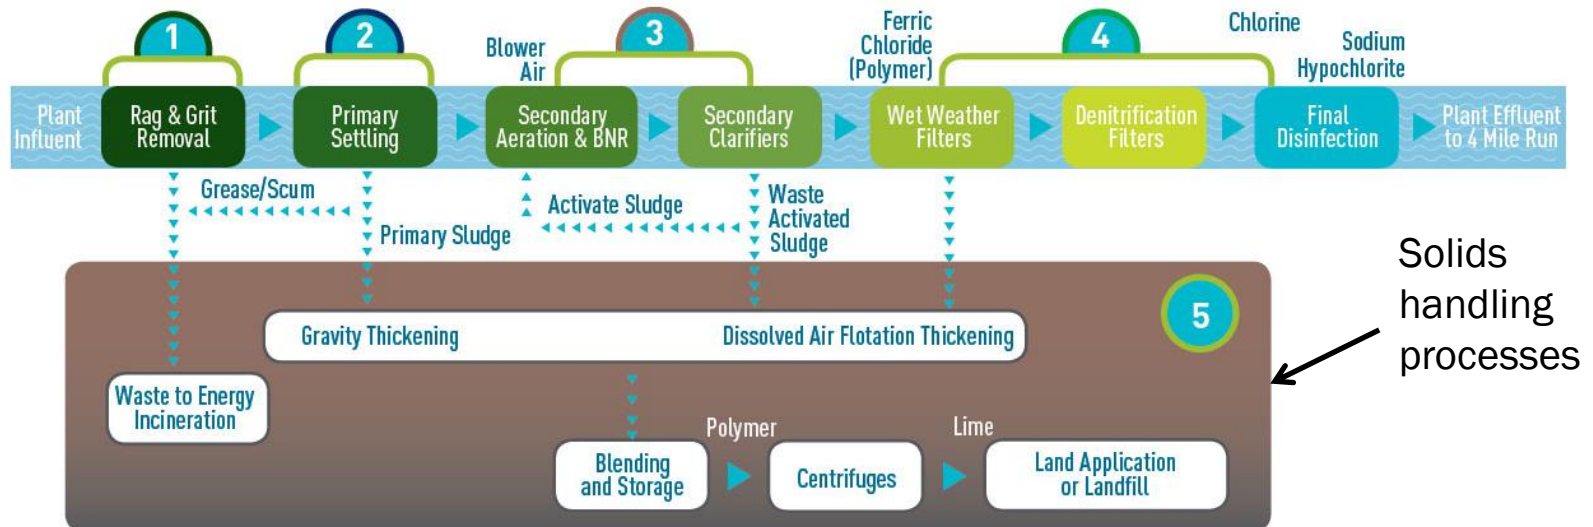 1
2
3
4
Blower
Air
Ferric
Chloride
(Polymer)
Chlorine
Sodium
Hypochlorite
Plant
Influent
Rag & Grit
Removal
Primary
Settling
Secondary
Aeration & BNR
Secondary
Clarifiers
Wet Weather
Filters
Denitrification
Filters
Final
Disinfection
Plant Effluent
to 4 Mile Run
Grease/Scum
Primary Sludge
Activate Sludge
Waste
Activated
Sludge
5
Solids
handling
processes
Gravity Thickening
Dissolved Air Flotation Thickening
Waste to Energy
Incineration
Blending
and Storage
Polymer
Centrifuges
Lime
Land Application
or Landfill